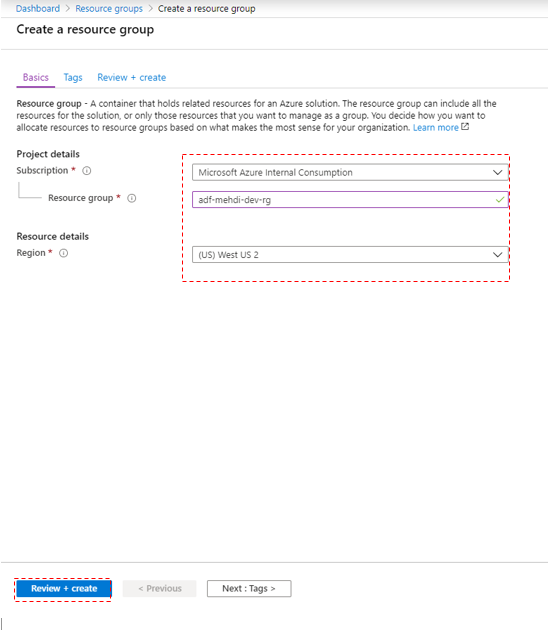 Dashboard > Resource groups > Create a resource group
Create a resource group
Basics Tags Review + create
Resource group - A container that holds related resources for an Azure solution. The resource group can include all the
resources for the solution, or only those resources that you want to manage as a group. You decide how you want to
allocate resources to resource groups based on what makes the most sense for your organization. Learn more
Project details
Subscription * Microsoft Azure Internal Consumption
Resource group * adf-mehdi-dev-rg
Resource details
Region * (US) West US 2
Review + create < Previous Next : Tags >